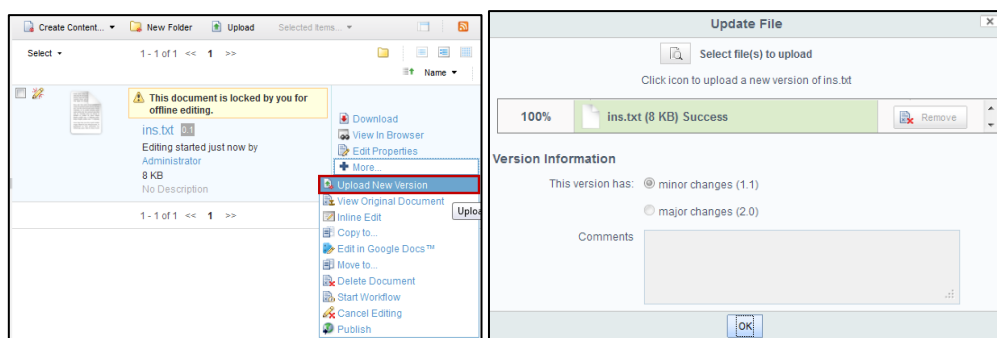 Create Content... New Folder Upload Selected Items...
Select 1 - 1 of 1 << 1 >>
Name
This document is locked by you for
offline editing.
ins.txt 0.1
Editing started just now by
Administrator
8 KB
No Description
Download
View In Browser
Edit Properties
More...
Upload New Version
View Original Document
Uploa
Inline Edit
Copy to...
Edit in Google Docs™
Move to...
Delete Document
Start Workflow
Cancel Editing
Publish
1 - 1 of 1 << 1 >>
Update File
Select file(s) to upload
Click icon to upload a new version of ins.txt
100% ins.txt (8 KB) Success Remove
Version Information
This version has: minor changes (1.1)
major changes (2.0)
Comments
OK